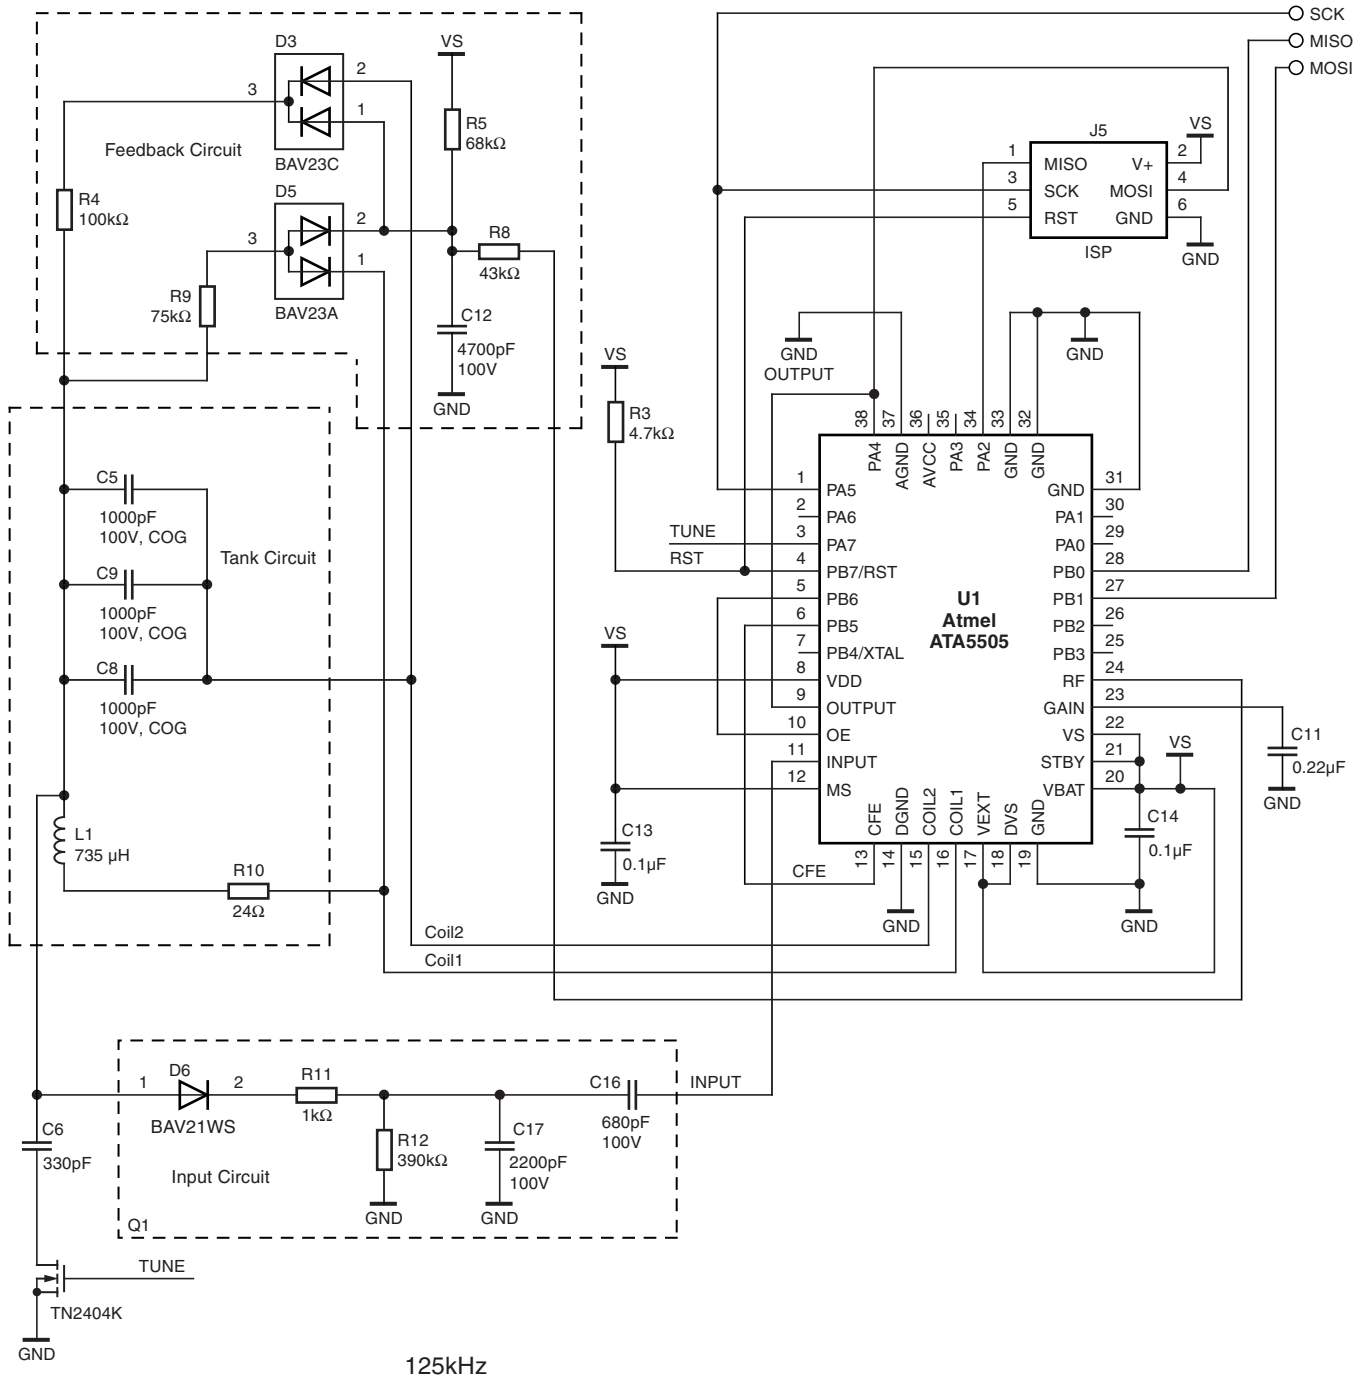 SCK
MISO
MOSI
D3
VS
2
3
1
R5
68kΩ
Feedback Circuit
BAV23C
D5
R4
100kΩ
2
3
1
R8
43kΩ
R9
75kΩ
BAV23A
C12
4700pF
100V
GND
J5
VS
1
MISO
V+
2
3
SCK
MOSI
4
5
RST
GND
6
ISP
GND
GND
OUTPUT
GND
VS
R3
4.7kΩ
38
37
36
35
34
33
32
PA4
AGND
AVCC
PA3
PA2
GND
GND
C5
1000pF
100V, COG
Tank Circuit
C9
1000pF
100V, COG
C8
1000pF
100V, COG
L1
735 µH
R10
24Ω
TUNE
RST
VS
1
PA5
2
PA6
3
PA7
4
PB7/RST
5
PB6
6
PB5
7
PB4/XTAL
8
VDD
9
OUTPUT
10
OE
11
INPUT
12
MS
U1
Atmel
ATA5505
GND
31
PA1
30
PA0
29
PB0
28
PB1
27
PB2
26
PB3
25
RF
24
GAIN
23
VS
22
STBY
21
VBAT
20
VS
C11
0.22µF
GND
C13
0.1µF
GND
CFE
DGND
COIL2
COIL1
VEXT
DVS
GND
13
14
15
16
17
18
19
CFE
GND
C14
0.1µF
GND
Coil2
Coil1
D6
1
2
BAV21WS
R11
1kΩ
C16
680pF
100V
INPUT
C6
330pF
R12
390kΩ
GND
C17
2200pF
100V
GND
Input Circuit
Q1
TUNE
TN2404K
GND
125kHz